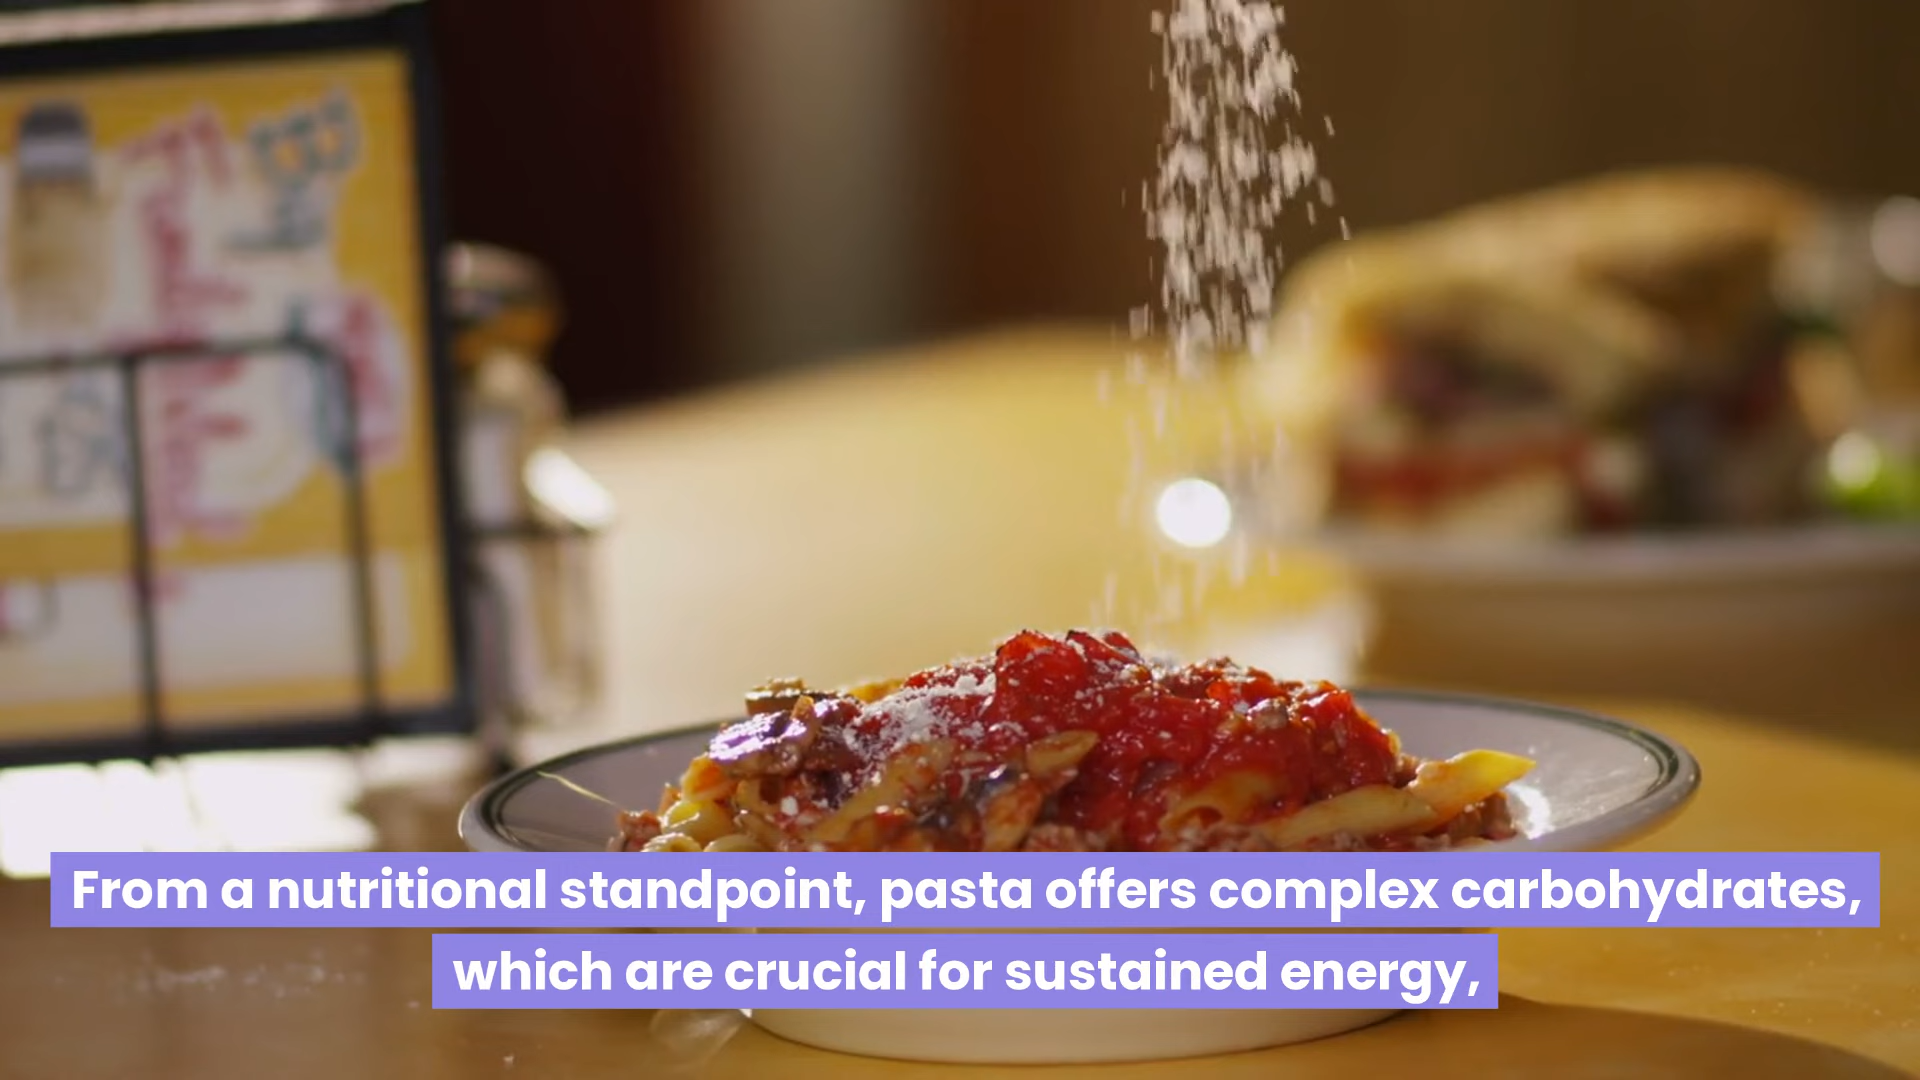 From a nutritional standpoint, pasta offers complex carbohydrates,
which are crucial for sustained energy,